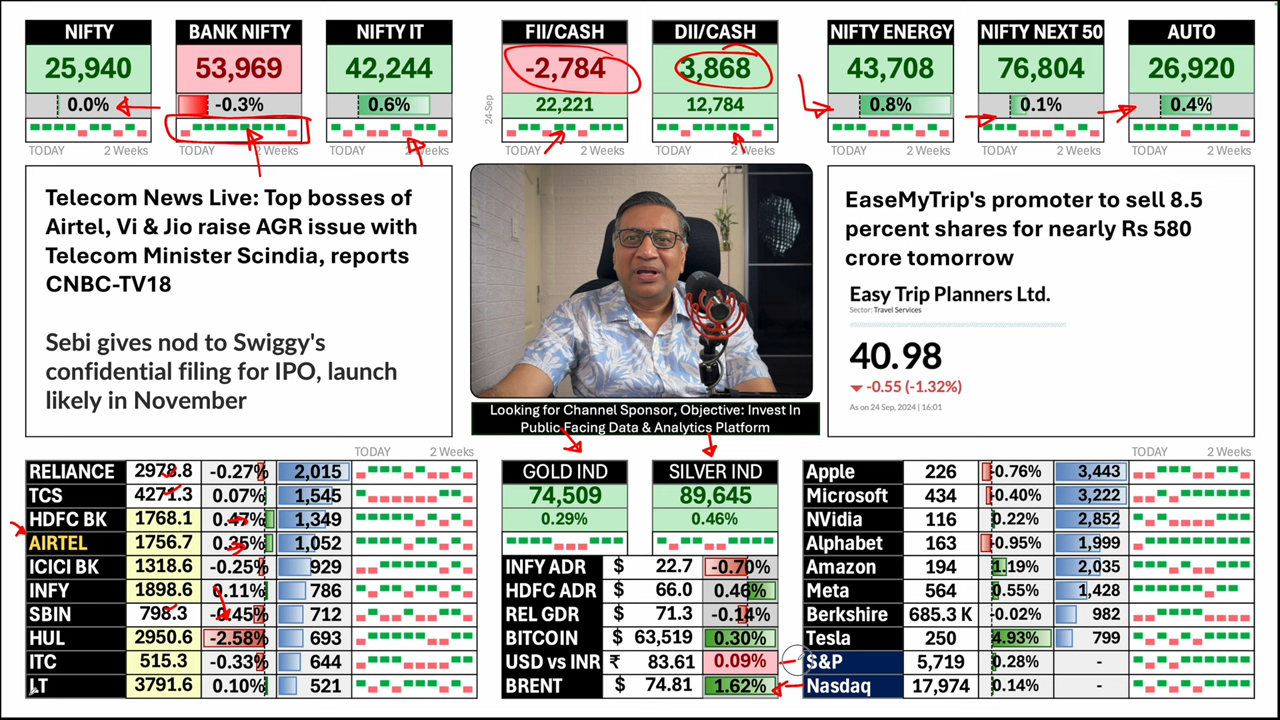 NIFTY
25,940
0.0%
TODAY 2 Weeks
BANK NIFTY
53,969
-0.3%
TODAY 2 Weeks
NIFTY IT
42,244
0.6%
TODAY 2 Weeks
24-Sep
FII/CASH
-2,784
22,221
TODAY 2 Weeks
DII/CASH
3,868
12,784
TODAY 2 Weeks
NIFTY ENERGY
43,708
0.8%
TODAY 2 Weeks
NIFTY NEXT 50
76,804
0.1%
TODAY 2 Weeks
AUTO
26,920
0.4%
TODAY 2 Weeks
Telecom News Live: Top bosses of
Airtel, Vi & Jio raise AGR issue with
Telecom Minister Scindia, reports
CNBC-TV18
Sebi gives nod to Swiggy's
confidential filing for IPO, launch
likely in November
Looking for Channel Sponsor, Objective: Invest In
Public Facing Data & Analytics Platform
EaseMyTrip's promoter to sell 8.5
percent shares for nearly Rs 580
crore tomorrow
Easy Trip Planners Ltd.
Sector: Travel Services
40.98
-0.55 (-1.32%)
As on 24 Sep, 2024 | 16:01
TODAY 2 Weeks
RELIANCE 2978.8 -0.27% 2,015
TCS 4271.3 0.07% 1,545
HDFC BK 1768.1 0.47% 1,349
AIRTEL 1756.7 0.35% 1,052
ICICI BK 1318.6 -0.25% 929
INFY 1898.6 0.11% 786
SBIN 798.3 -0.45% 712
HUL 2950.6 -2.58% 693
ITC 515.3 -0.33% 644
LT 3791.6 0.10% 521
GOLD IND
74,509
0.29%
SILVER IND
89,645
0.46%
INFY ADR $ 22.7 -0.70%
HDFC ADR $ 66.0 0.46%
REL GDR $ 71.3 -0.14%
BITCOIN $ 63,519 0.30%
USD vs INR ₹ 83.61 0.09%
BRENT $ 74.81 1.62%
TODAY 2 Weeks
Apple 226 -0.76% 3,443
Microsoft 434 -0.40% 3,222
NVidia 116 0.22% 2,852
Alphabet 163 -0.95% 1,999
Amazon 194 1.19% 2,035
Meta 564 0.55% 1,428
Berkshire 685.3 K -0.02% 982
Tesla 250 4.93% 799
S&P 5,719 0.28% -
Nasdaq 17,974 0.14% -